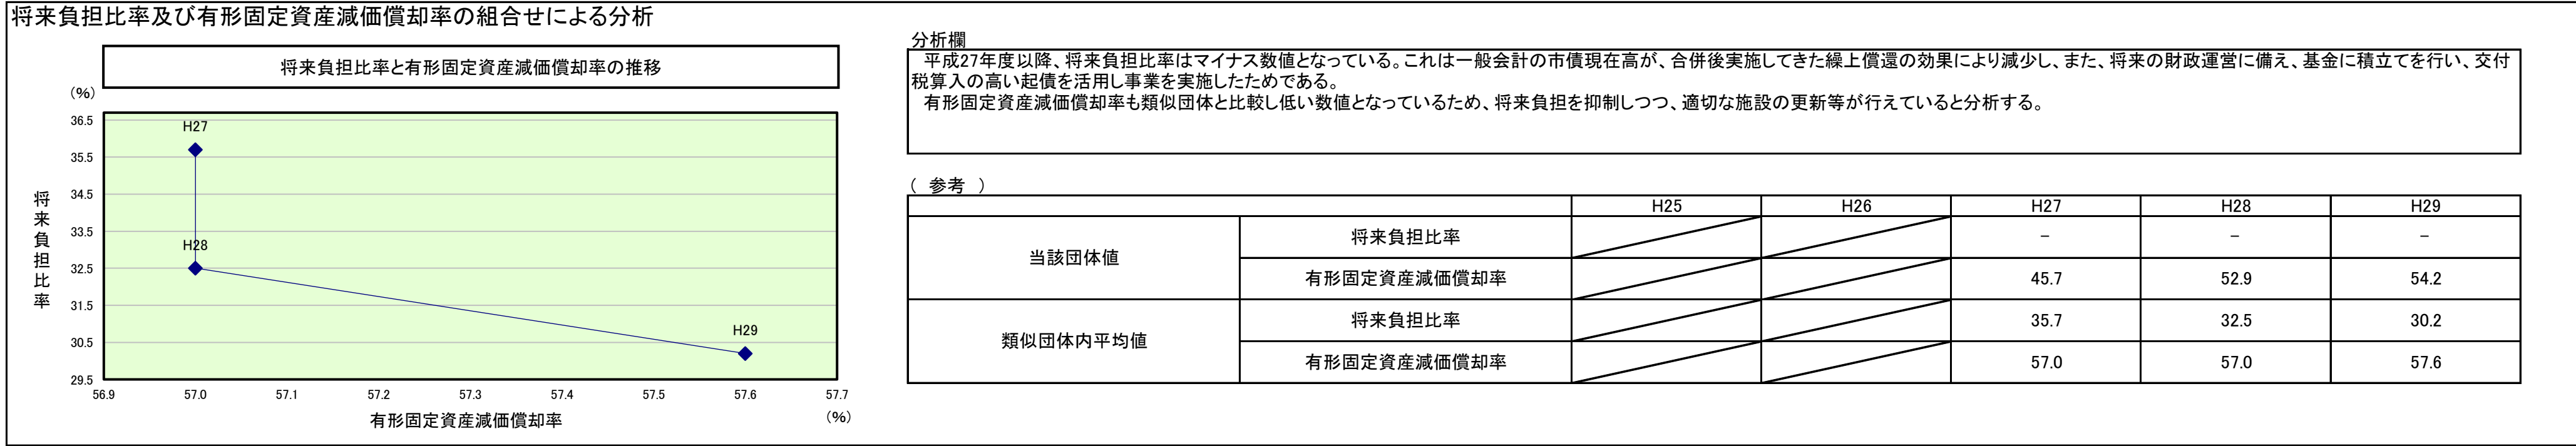 将来負担比率及び有形固定資産減価償却率の組合せによる分析
将来負担比率と有形固定資産減価償却率の推移
(%)
36.5
35.5
34.5
33.5
32.5
31.5
30.5
29.5
将来負担比率
H27
H28
H29
56.9 57.0 57.1 57.2 57.3 57.4 57.5 57.6 57.7
有形固定資産減価償却率
(%)
分析欄
平成27年度以降、将来負担比率はマイナス数値となっている。これは一般会計の市債現在高が、合併後実施してきた繰上償還の効果により減少し、また、将来の財政運営に備え、基金に積立てを行い、交付
税算入の高い起債を活用し事業を実施したためである。
有形固定資産減価償却率も類似団体と比較し低い数値となっているため、将来負担を抑制しつつ、適切な施設の更新等が行えていると分析する。
( 参考 )
H25 H26 H27 H28 H29
当該団体値
将来負担比率 － － －
有形固定資産減価償却率 45.7 52.9 54.2
類似団体内平均値
将来負担比率 35.7 32.5 30.2
有形固定資産減価償却率 57.0 57.0 57.6